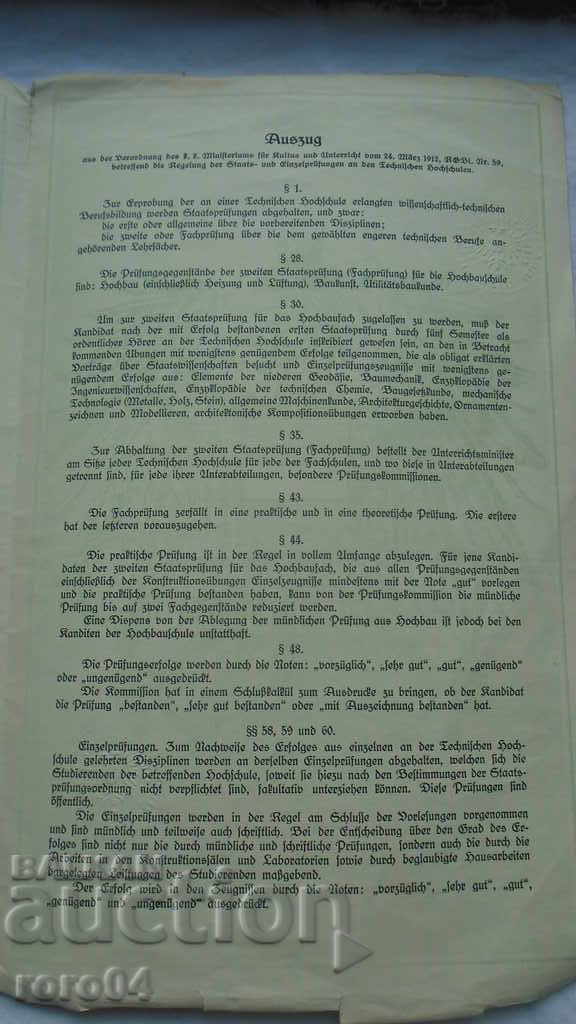 Auszug
aus der Verordnung des k. k. Ministeriums für Kultus und Unterricht vom 24. März 1912, RGBl. Nr. 59,
betreffend die Regelung der Staats- und Einzelprüfungen an den Technischen Hochschulen.
§ 1.
Zur Erprobung der an einer Technischen Hochschule erlangten wissenschaftlich-technischen
Berufsbildung werden Staatsprüfungen abgehalten, und zwar:
die erste oder allgemeine über die vorbereitenden Disziplinen;
die zweite oder Fachprüfung über die dem gewählten engeren technischen Berufe an-
gehörenden Lehrfächer.
§ 28.
Die Prüfungsgegenstände der zweiten Staatsprüfung (Fachprüfung) für die Hochbauschule
sind: Hochbau (einschließlich Heizung und Lüftung), Baukunst, Utilitätsbaukunde.
§ 30.
Um zur zweiten Staatsprüfung für das Hochbaufach zugelassen zu werden, muß der
Kandidat nach der mit Erfolg bestandenen ersten Staatsprüfung durch fünf Semester als
ordentlicher Hörer an der Technischen Hochschule inskribiert gewesen sein, an den in Betracht
kommenden Übungen mit wenigstens genügendem Erfolge teilgenommen, die als obligat erklärten
Vorträge über Staatswissenschaften besucht und Einzelprüfungszeugnisse mit wenigstens ge-
nügendem Erfolge aus: Elemente der niederen Geodäsie, Baumechanik, Enzyklopädie der
Ingenieurwissenschaften, Enzyklopädie der technischen Chemie, Baugesetzkunde, mechanische
Technologie (Metalle, Holz, Stein), allgemeine Maschinenkunde, Architekturgeschichte, Ornamenten-
zeichnen und Modellieren, architektonische Kompositionsübungen erworben haben.
§ 35.
Zur Abhaltung der zweiten Staatsprüfung (Fachprüfung) bestellt der Unterrichtsminister
am Sitze jeder Technischen Hochschule für jede der Fachschulen, und wo diese in Unterabteilungen
getrennt sind, für jede ihrer Unterabteilungen, besondere Prüfungskommissionen.
§ 43.
Die Fachprüfung zerfällt in eine praktische und in eine theoretische Prüfung. Die erstere
hat der letzteren vorauszugehen.
§ 44.
Die praktische Prüfung ist in der Regel in vollem Umfange abzulegen. Für jene Kandi-
daten der zweiten Staatsprüfung für das Hochbaufach, die aus allen Prüfungsgegenständen
einschließlich der Konstruktionsübungen Einzelzeugnisse mindestens mit der Note „gut“ vorlegen
und die praktische Prüfung bestanden haben, kann von der Prüfungskommission die mündliche
Prüfung bis auf zwei Fachgegenstände reduziert werden.
Eine Dispens von der Ablegung der mündlichen Prüfung aus Hochbau ist jedoch bei den
Kanditen der Hochbauschule unstatthaft.
§ 48.
Die Prüfungserfolge werden durch die Noten: „vorzüglich“, „sehr gut“, „gut“, „genügend“
oder „ungenügend“ ausgedrückt.
Die Kommission hat in einem Schlußkalkül zum Ausdrucke zu bringen, ob der Kandidat
die Prüfung „bestanden“, „sehr gut bestanden“ oder „mit Auszeichnung bestanden“ hat.
§§ 58, 59 und 60.
Einzelprüfungen. Zum Nachweise des Erfolges aus einzelnen an der Technischen Hoch-
schule gelehrten Disziplinen werden an derselben Einzelprüfungen abgehalten, welchen sich die
Studierenden der betreffenden Hochschule, soweit sie hiezu nach den Bestimmungen der Staats-
prüfungsordnung nicht verpflichtet sind, fakultativ unterziehen können. Diese Prüfungen sind
öffentlich.
Die Einzelprüfungen werden in der Regel am Schlusse der Vorlesungen vorgenommen
und sind mündlich und teilweise auch schriftlich. Bei der Entscheidung über den Grad des Er-
folges sind nicht nur die durch mündliche und schriftliche Prüfungen, sondern auch die durch die
Arbeiten in Konstruktionssälen und Laboratorien sowie durch beglaubigte Hausarbeiten
dargelegten Leistungen des Studierenden maßgebend.
Der Erfolg wird in den Zeugnissen durch die Noten: „vorzüglich“, „sehr gut“, „gut“,
„genügend“ und „ungenügend“ ausgedrückt.
BALKAN
auction
roro04